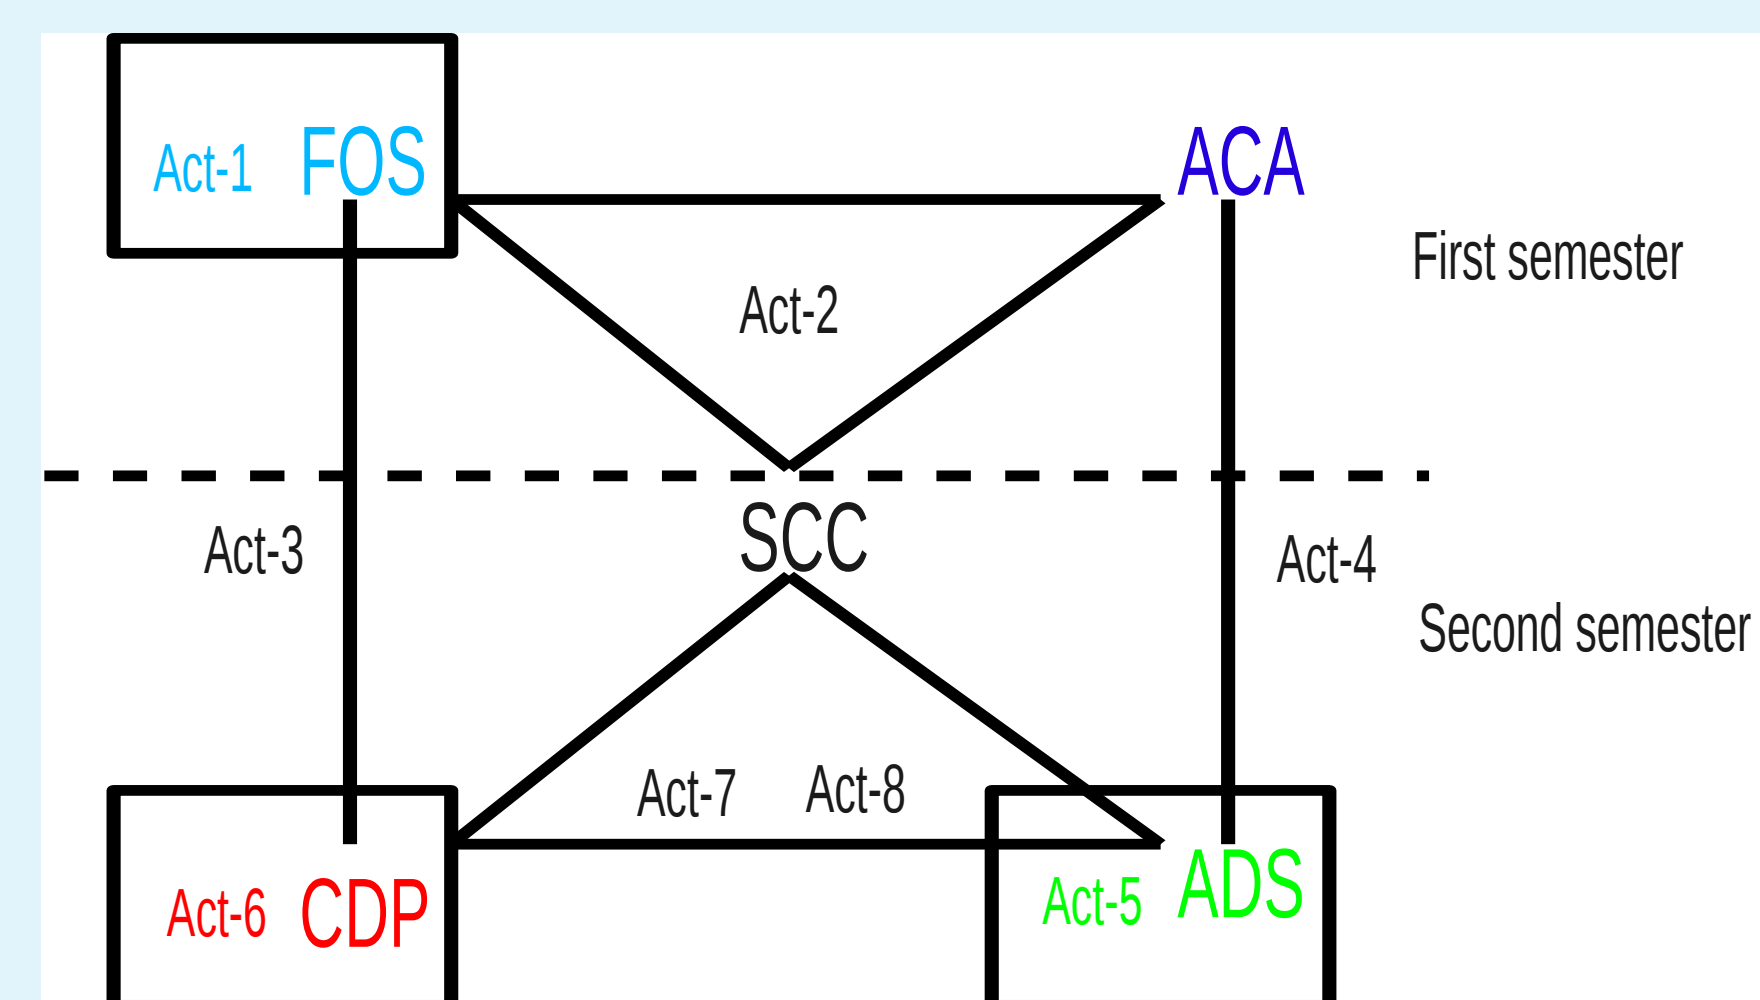 Act-1 FOS
ACA
First semester
Act-2
SCC
Act-3
Act-4
Second semester
Act-7 Act-8
Act-6 CDP
Act-5 ADS